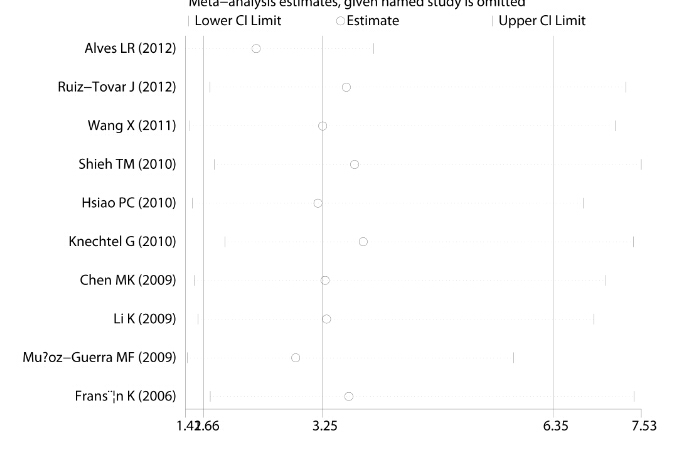 Meta−analysis estimates, given named study is omitted
Lower CI Limit Estimate Upper CI Limit
Alves LR (2012)
Ruiz−Tovar J (2012)
Wang X (2011)
Shieh TM (2010)
Hsiao PC (2010)
Knechtel G (2010)
Chen MK (2009)
Li K (2009)
Mu?oz−Guerra MF (2009)
Frans¨¦n K (2006)
1.42 1.66 3.25 6.35 7.53